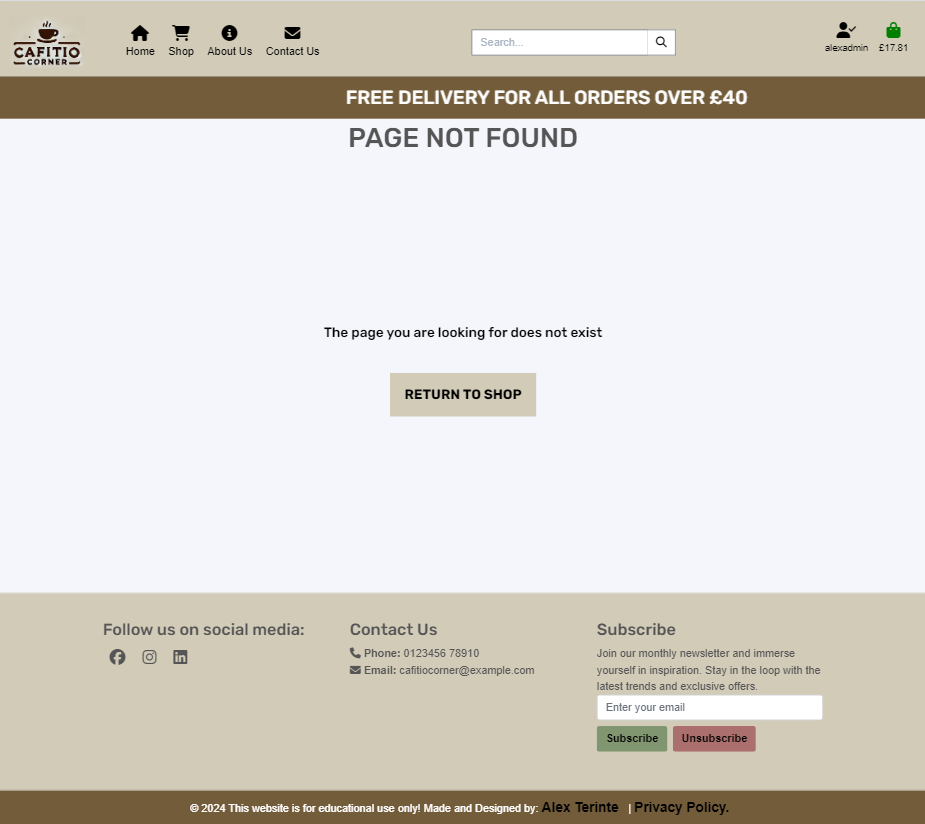 CAFITIO
CORNER
Home Shop About Us Contact Us
Search...
alexadmin £17.81
FREE DELIVERY FOR ALL ORDERS OVER £40
PAGE NOT FOUND
The page you are looking for does not exist
RETURN TO SHOP
Follow us on social media:
Contact Us
Phone: 0123456 78910
Email: cafitiocorner@example.com
Subscribe
Join our monthly newsletter and immerse
yourself in inspiration. Stay in the loop with the
latest trends and exclusive offers.
Enter your email
Subscribe Unsubscribe
© 2024 This website is for educational use only! Made and Designed by: Alex Terinte | Privacy Policy.